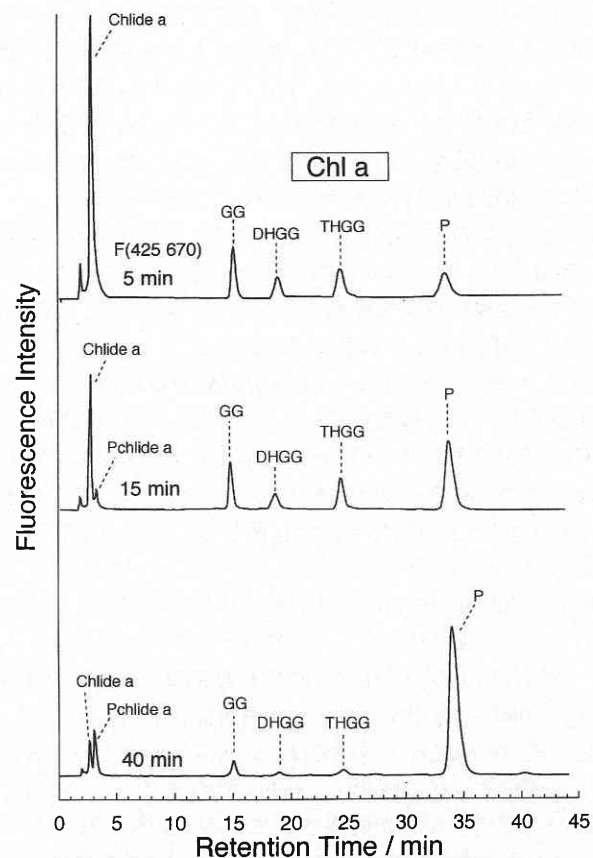 Chlide a
Chl a
GG
DHGG
THGG
P
F(425 670)
5 min
Fluorescence Intensity
Chlide a
Pchlide a
15 min
GG
DHGG
THGG
P
Chlide a
Pchlide a
40 min
GG
DHGG
THGG
P
0 5 10 15 20 25 30 35 40 45
Retention Time / min